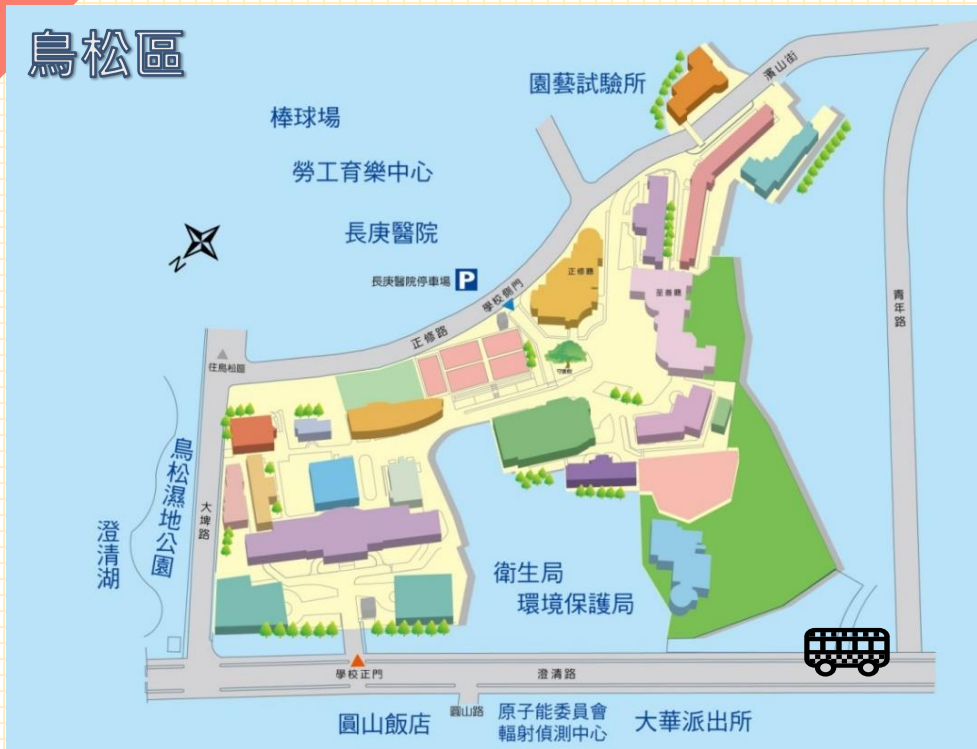 鳥松區
園藝試驗所
濱山街
棒球場
勞工育樂中心
長庚醫院
N
長庚醫院停車場 P
學校側門
正修廳
至善廳
青年路
正修路
往鳥松區
守護樹
鳥松濕地公園
大埤路
澄清湖
衛生局
環境保護局
學校正門
澄清路
圓山路
圓山飯店
原子能委員會
輻射偵測中心
大華派出所